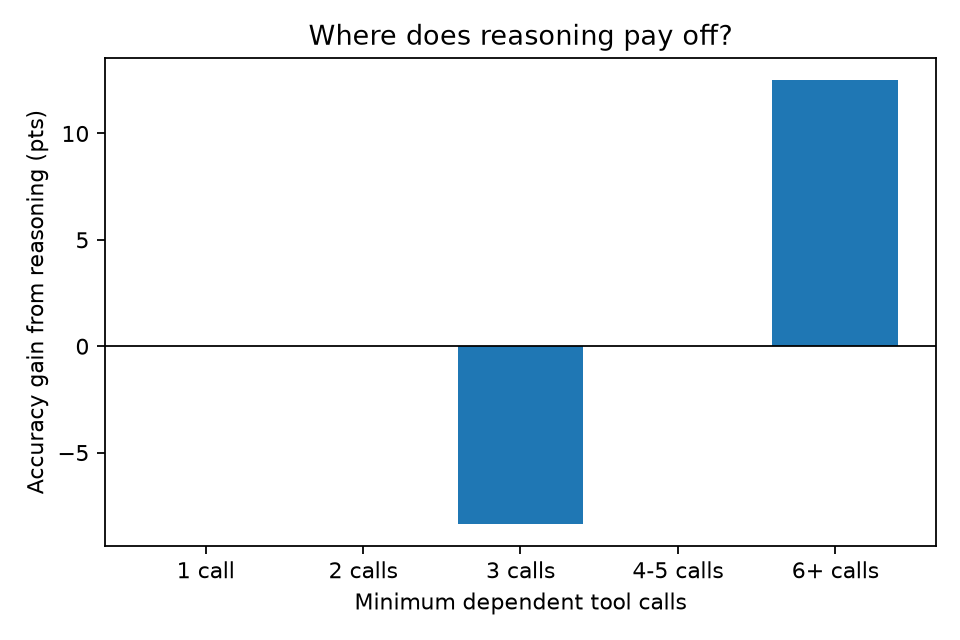 Where does reasoning pay off?
Accuracy gain from reasoning (pts)
10
5
0
−5
1 call
2 calls
3 calls
4-5 calls
6+ calls
Minimum dependent tool calls